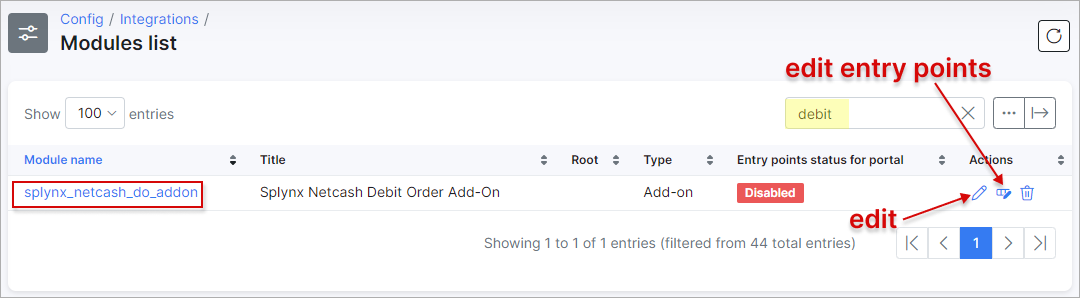 Config / Integrations /
Modules list
edit entry points
Show 100 entries
debit
Module name Title Root Type Entry points status for portal Actions
splynx_netcash_do_addon Splynx Netcash Debit Order Add-On Add-on Disabled
edit
Showing 1 to 1 of 1 entries (filtered from 44 total entries)
1